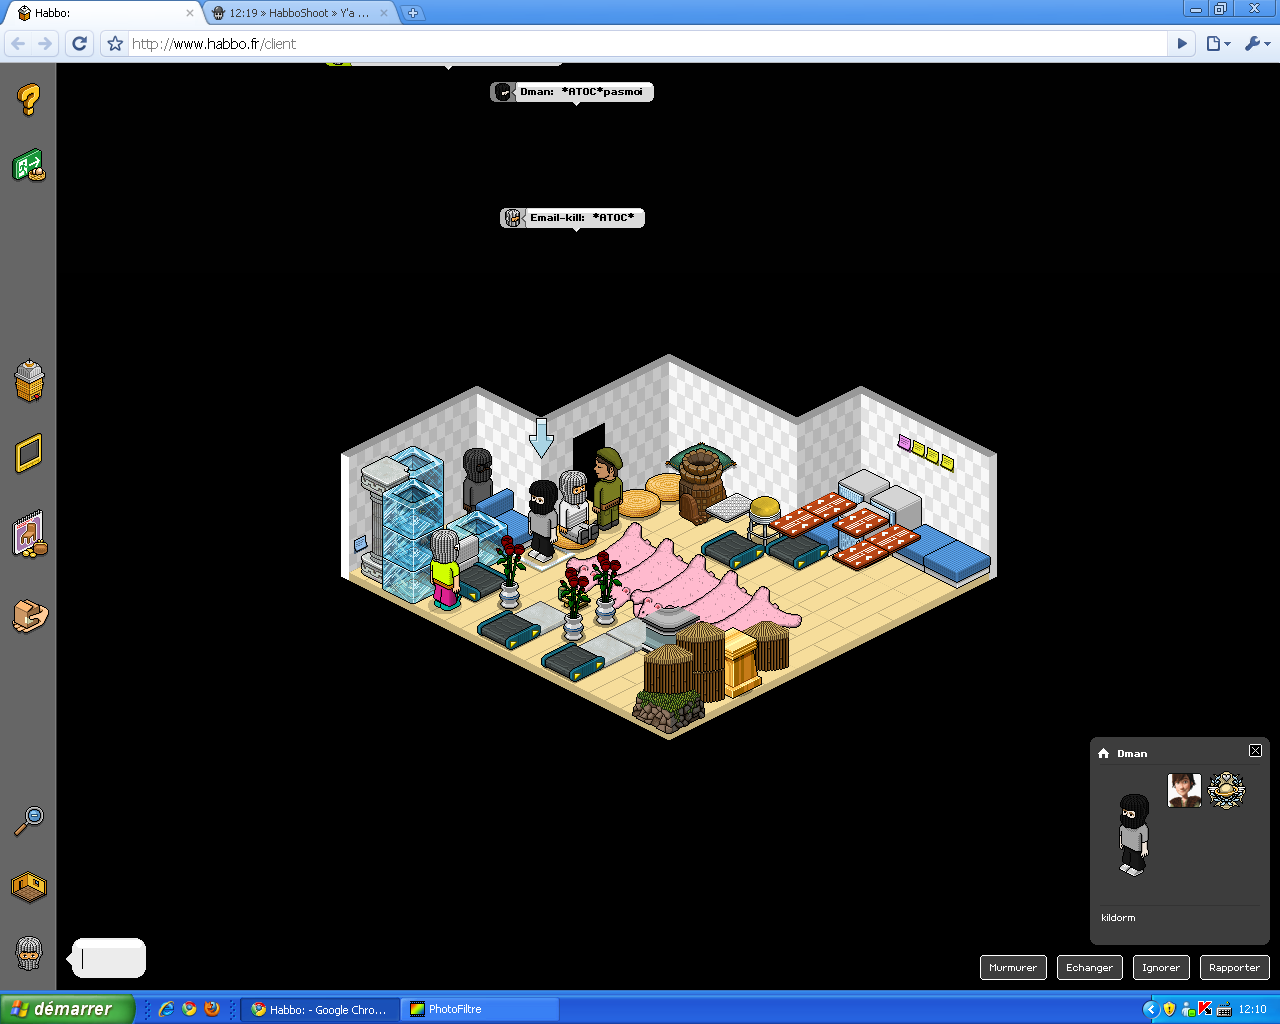 Habbo:
12:19 » HabboShoot » Y'a ...
http://www.habbo.fr/client
Dman: *ATOC*pasmoi
Email-kill: *ATOC*
Dman
kildorm
Murmurer
Echanger
Ignorer
Rapporter
démarrer
Habbo: - Google Chro...
PhotoFiltre
12:10